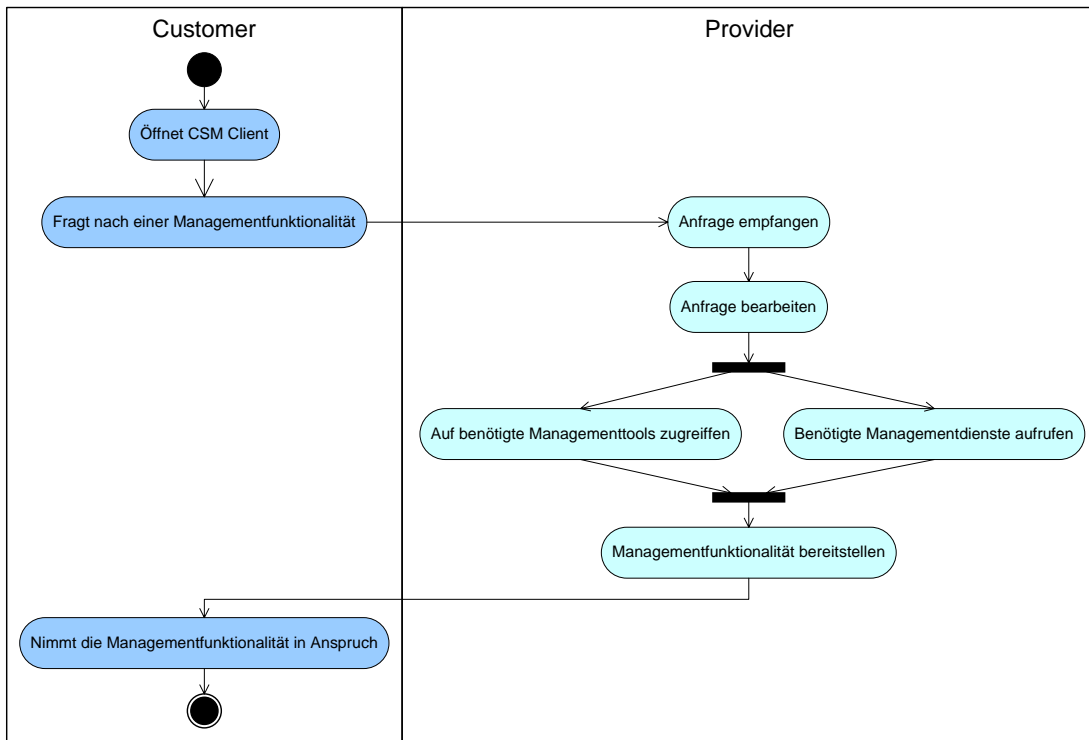 Customer
Provider
Öffnet CSM Client
Fragt nach einer Managementfunktionalität
Anfrage empfangen
Anfrage bearbeiten
Auf benötigte Managementtools zugreiffen
Benötigte Managementdienste aufrufen
Managementfunktionalität bereitstellen
Nimmt die Managementfunktionalität in Anspruch